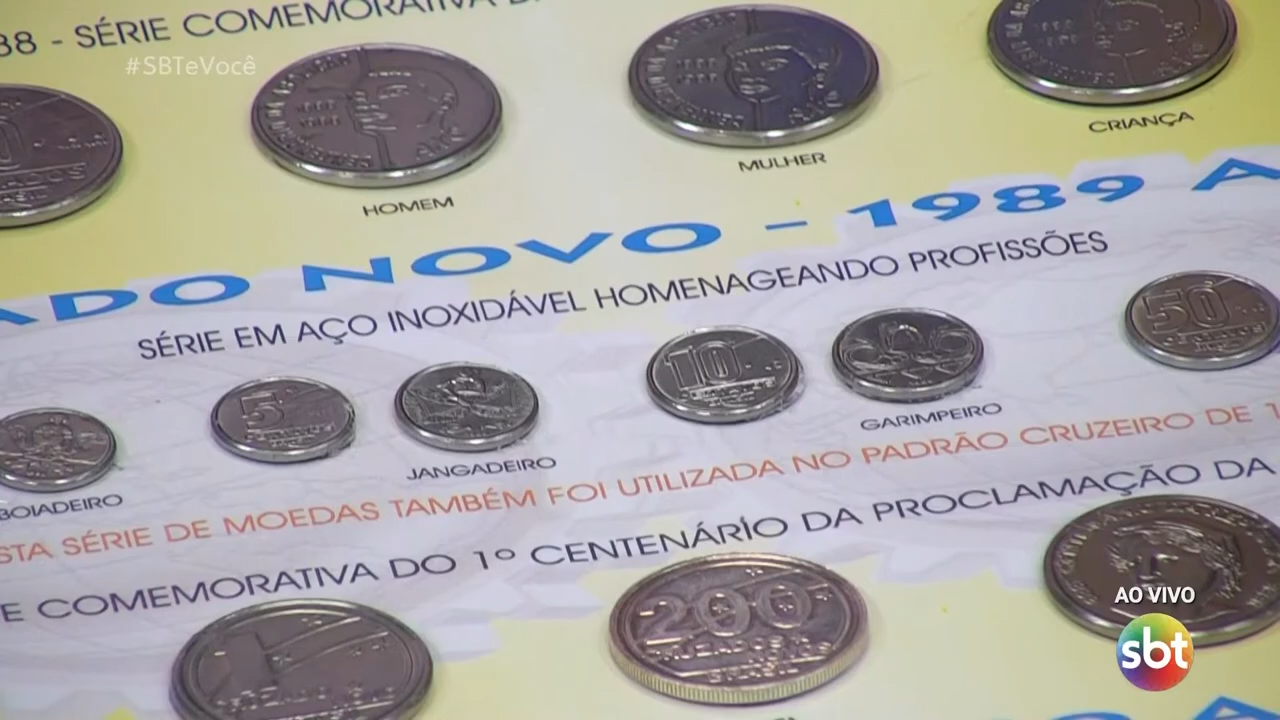 88 - SÉRIE COMEMORATIVA D
#SBTeVocê
HOMEM
MULHER
CRIANÇA
ADO NOVO - 1989 A
SÉRIE EM AÇO INOXIDÁVEL HOMENAGEANDO PROFISSÕES
5
10
50
BOIADEIRO
JANGADEIRO
GARIMPEIRO
STA SÉRIE DE MOEDAS TAMBÉM FOI UTILIZADA NO PADRÃO CRUZEIRO DE 1
E COMEMORATIVA DO 1º CENTENÁRIO DA PROCLAMAÇÃO DA
200
AO VIVO
sbt